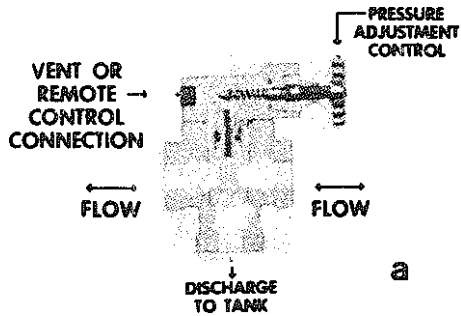 PRESSURE
ADJUSTMENT
CONTROL
VENT OR
REMOTE
CONTROL
CONNECTION
FLOW
FLOW
a
DISCHARGE
TO TANK